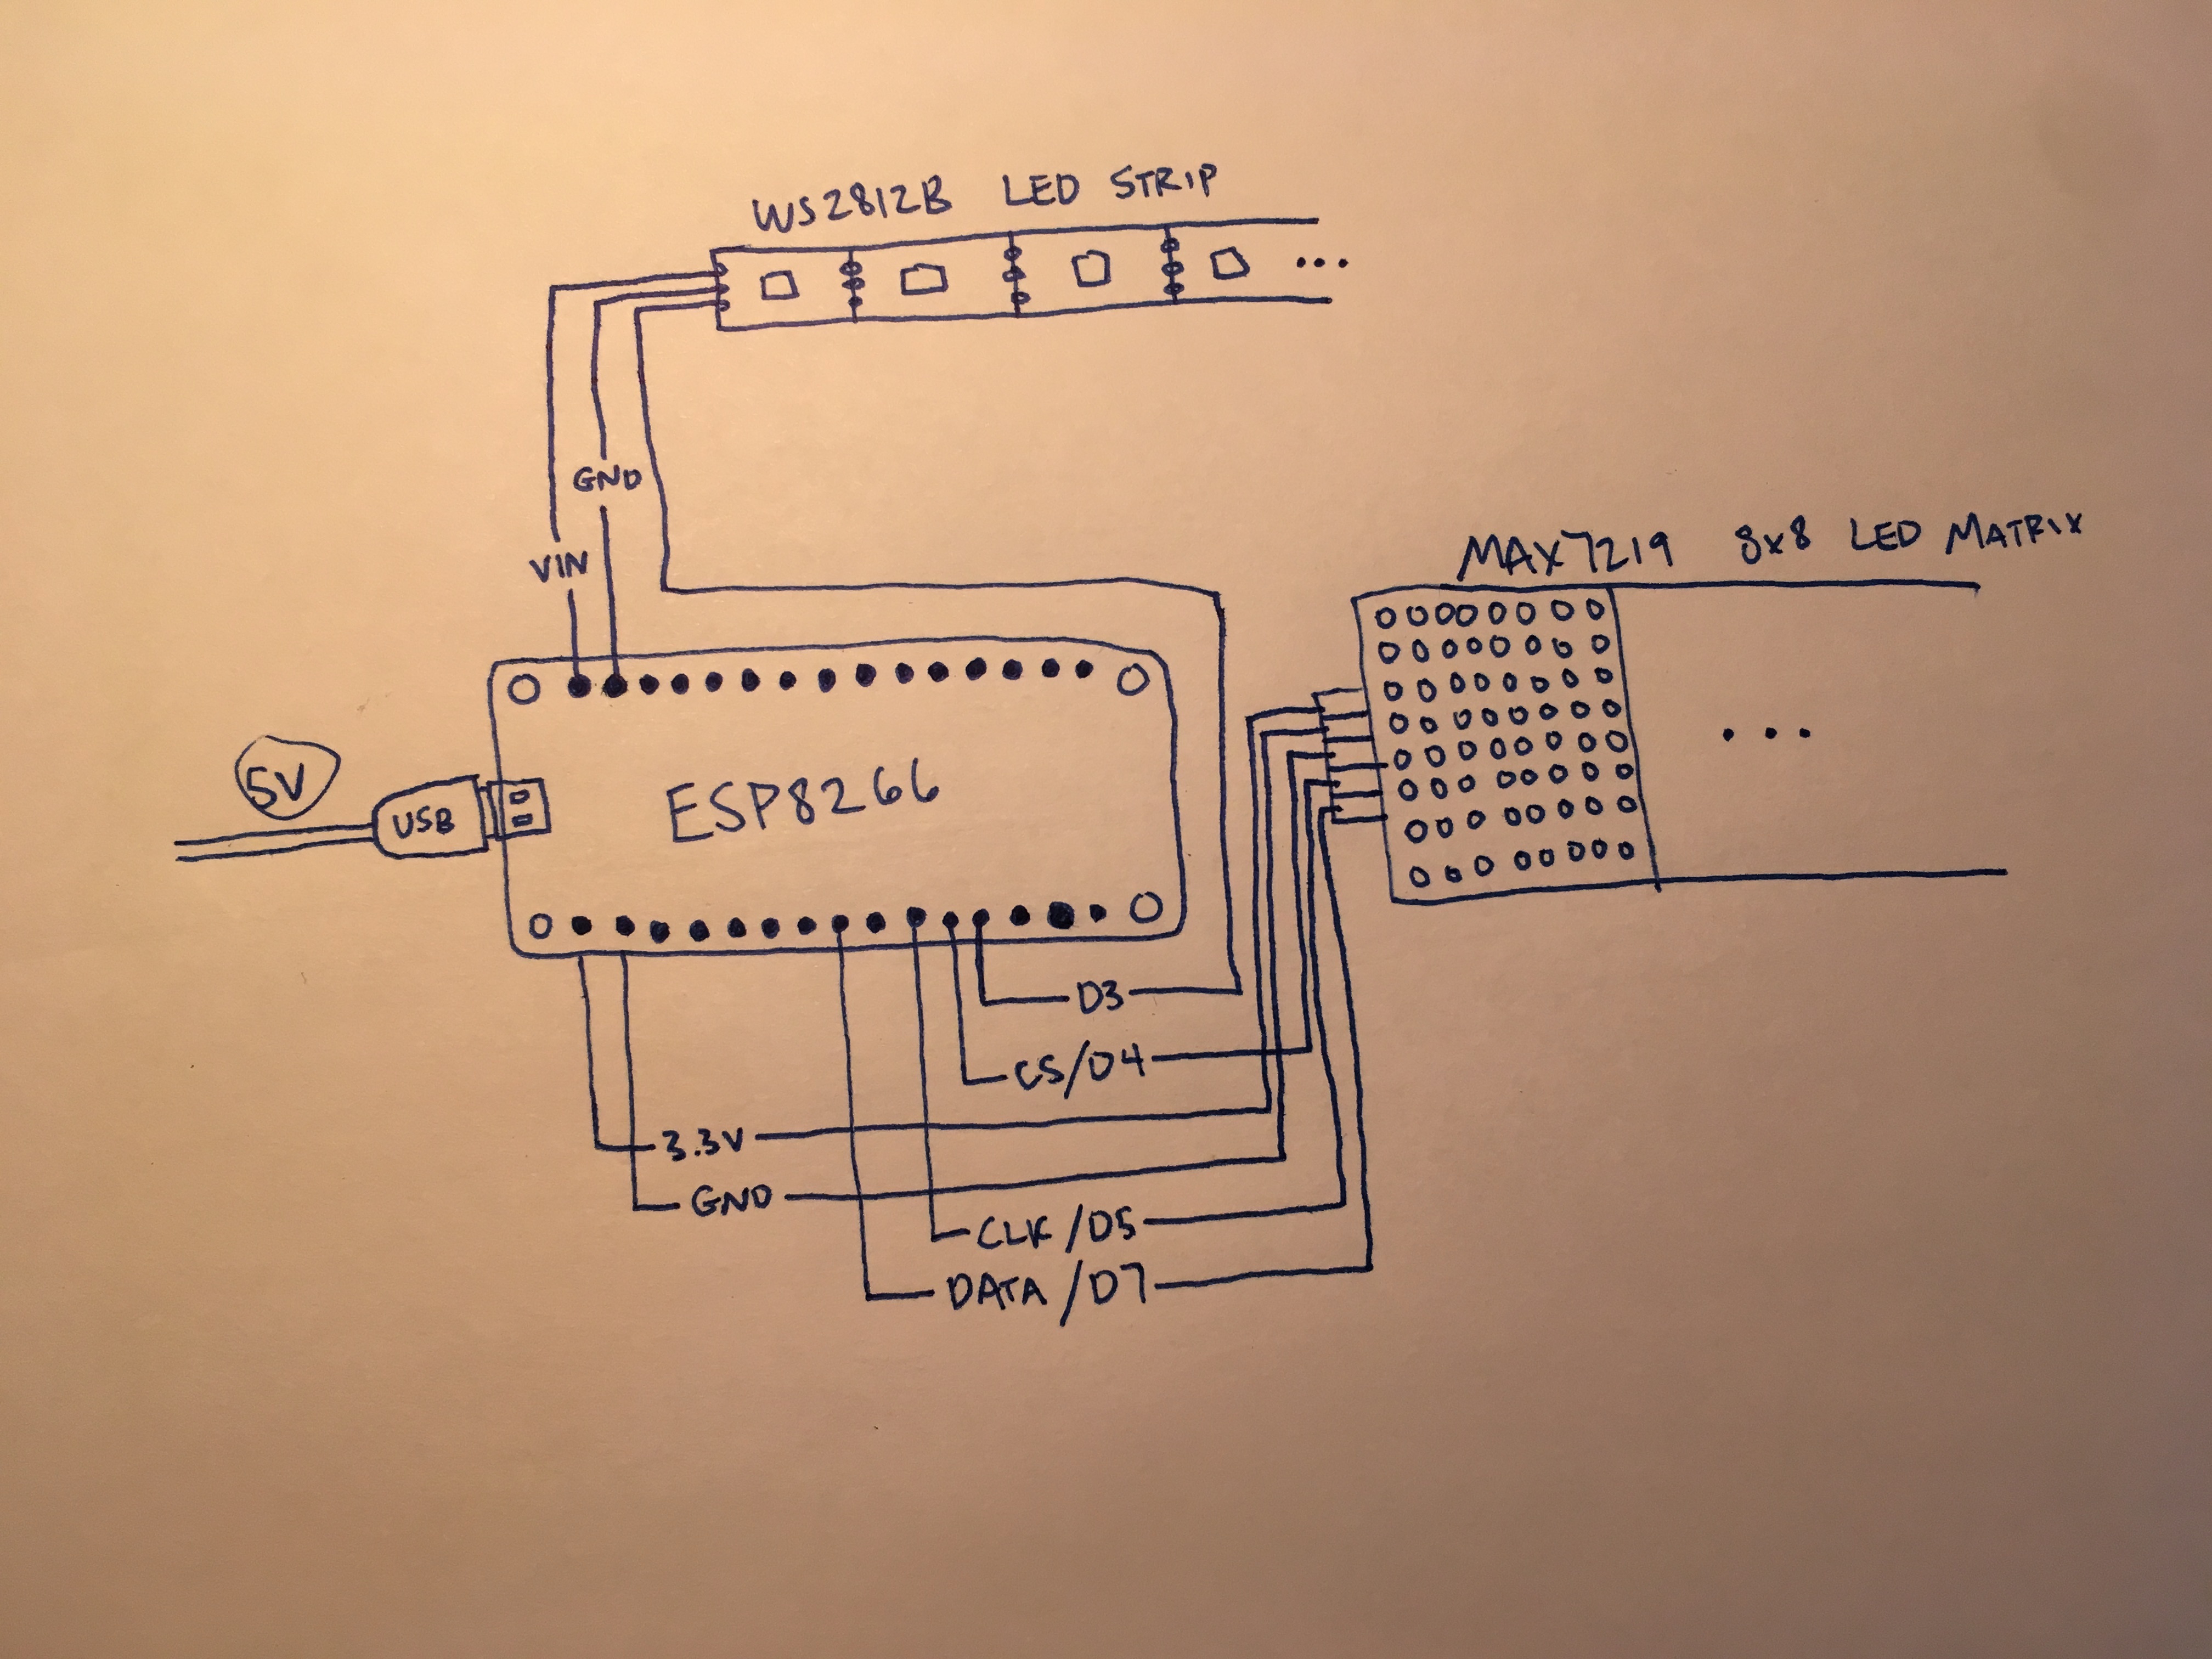 WS2812B LED STRIP
GND
VIN
MAX7219 8x8 LED MATRIX
5V
USB
ESP8266
D3
CS/D4
3.3V
GND
CLK/D5
DATA/D7